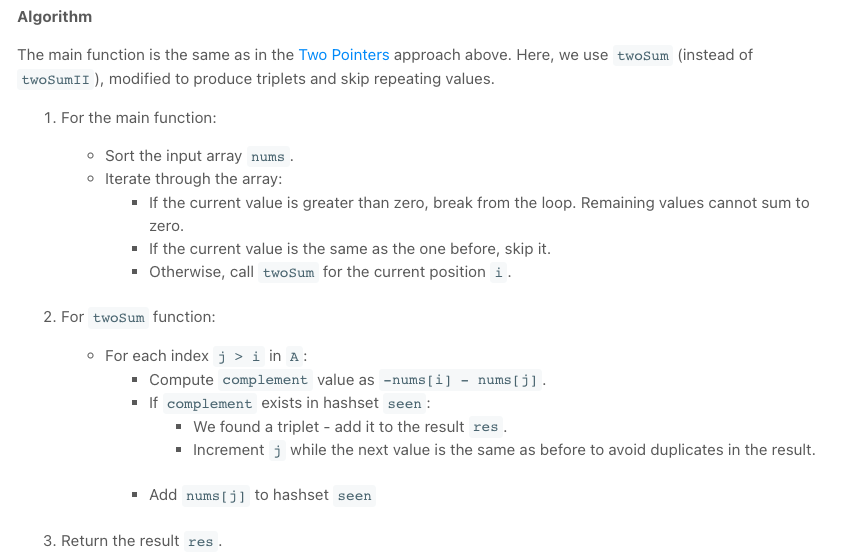 Algorithm
The main function is the same as in the Two Pointers approach above. Here, we use twoSum (instead of
twoSumII ), modified to produce triplets and skip repeating values.
1. For the main function:
Sort the input array nums .
Iterate through the array:
If the current value is greater than zero, break from the loop. Remaining values cannot sum to
zero.
If the current value is the same as the one before, skip it.
Otherwise, call twoSum for the current position i .
2. For twoSum function:
For each index j > i in A :
Compute complement value as -nums[i] - nums[j] .
If complement exists in hashset seen :
We found a triplet - add it to the result res .
Increment j while the next value is the same as before to avoid duplicates in the result.
Add nums[j] to hashset seen
3. Return the result res .